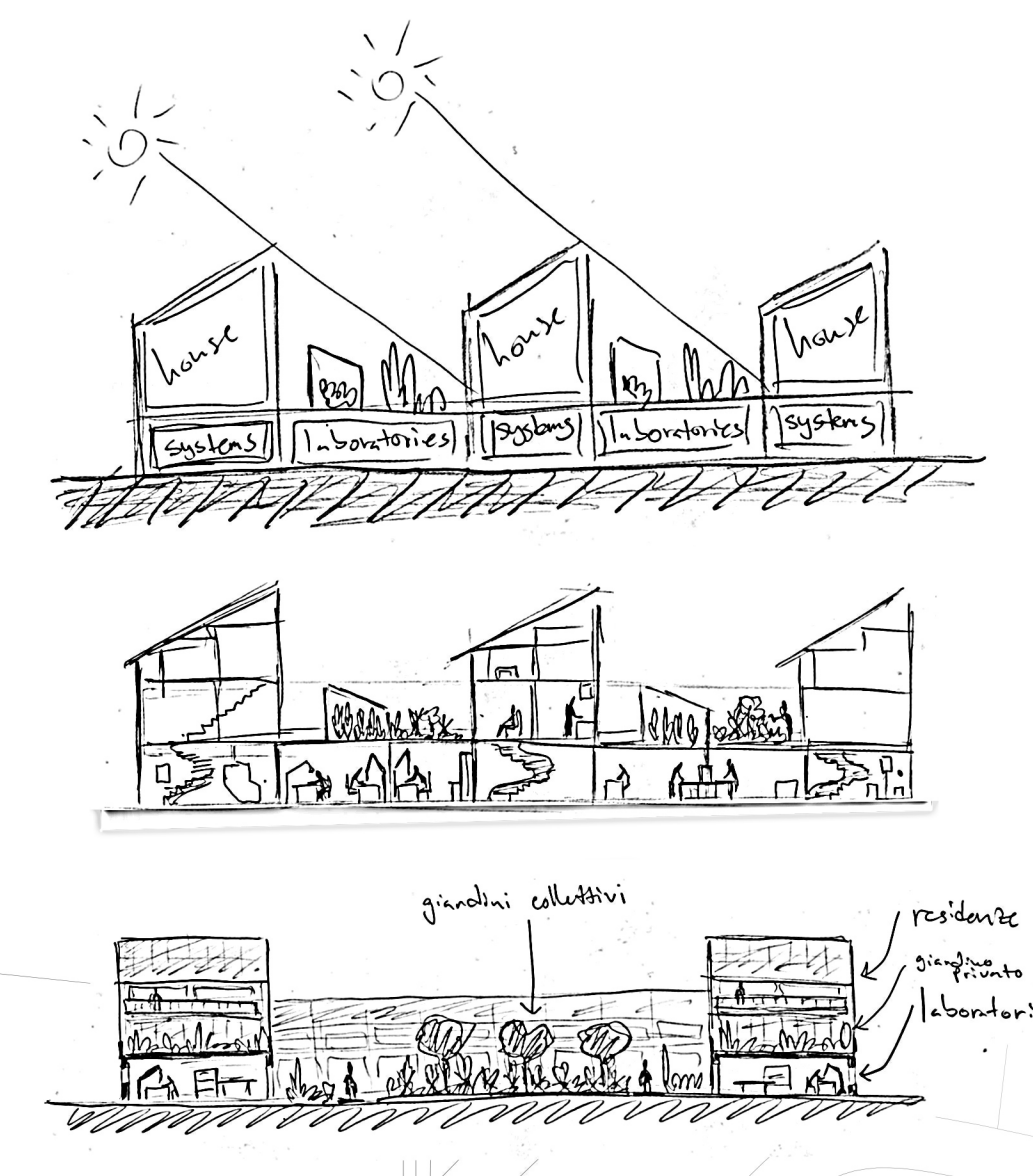 house
house
house
systems
laboratories
systems
laboratories
systems
giardini collettivi
residenze
giardino
privato
laboratori